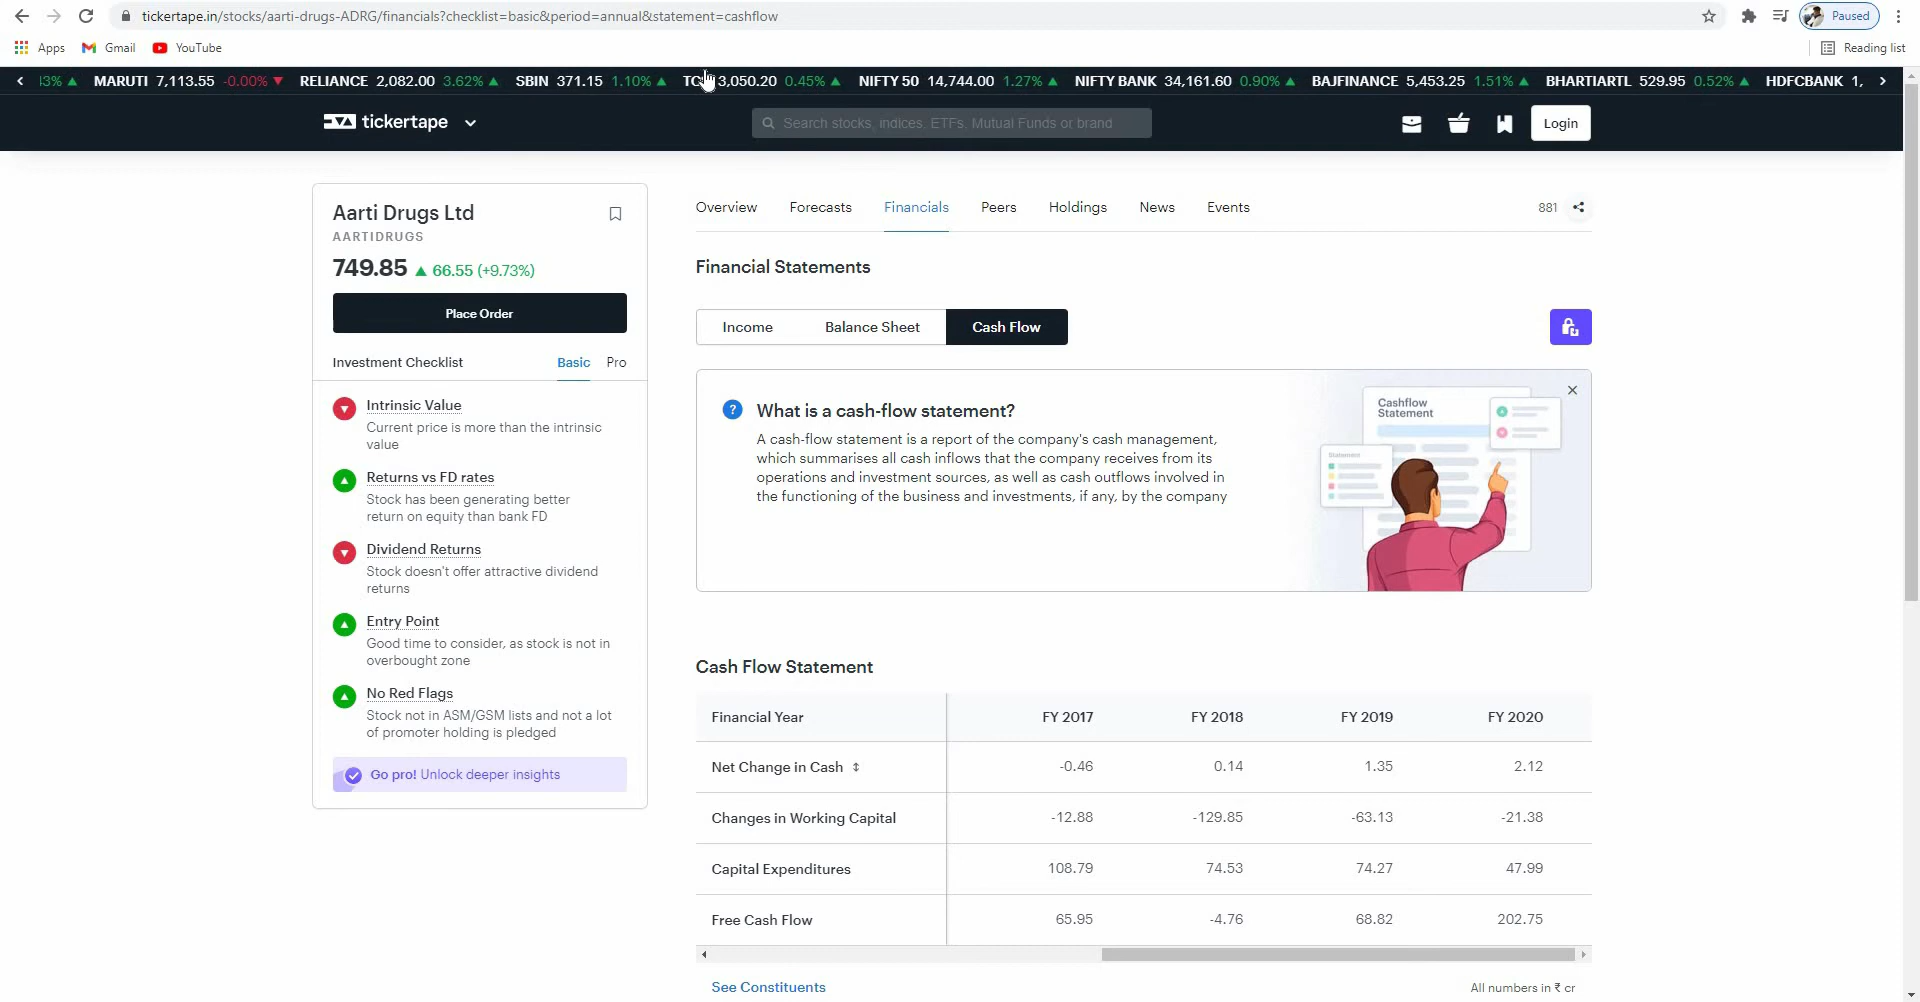 tickertape.in/stocks/aarti-drugs-ADRG/financials?checklist=basic&period=annual&statement=cashflow
Paused
Apps Gmail YouTube
Reading list
MARUTI 7,113.55 -0.00% RELIANCE 2,082.00 3.62% SBIN 371.15 1.10% 3,050.20 0.45% NIFTY 50 14,744.00 1.27% NIFTY BANK 34,161.60 0.90% BAJFINANCE 5,453.25 1.51% BHARTIARTL 529.95 0.52% HDFCBANK 1,
tickertape
Search stocks, indices, ETFs, Mutual Funds or brand
Login
Aarti Drugs Ltd
AARTIDRUGS
749.85 66.55 (+9.73%)
Place Order
Investment Checklist Basic Pro
Intrinsic Value
Current price is more than the intrinsic
value
Returns vs FD rates
Stock has been generating better
return on equity than bank FD
Dividend Returns
Stock doesn't offer attractive dividend
returns
Entry Point
Good time to consider, as stock is not in
overbought zone
No Red Flags
Stock not in ASM/GSM lists and not a lot
of promoter holding is pledged
Go pro! Unlock deeper insights
Overview Forecasts Financials Peers Holdings News Events
881
Financial Statements
Income Balance Sheet Cash Flow
? What is a cash-flow statement?
A cash-flow statement is a report of the company's cash management,
which summarises all cash inflows that the company receives from its
operations and investment sources, as well as cash outflows involved in
the functioning of the business and investments, if any, by the company
Cashflow
Statement
Statement
Cash Flow Statement
Financial Year FY 2017 FY 2018 FY 2019 FY 2020
Net Change in Cash -0.46 0.14 1.35 2.12
Changes in Working Capital -12.88 -129.85 -63.13 -21.38
Capital Expenditures 108.79 74.53 74.27 47.99
Free Cash Flow 65.95 -4.76 68.82 202.75
See Constituents
All numbers in ₹ cr